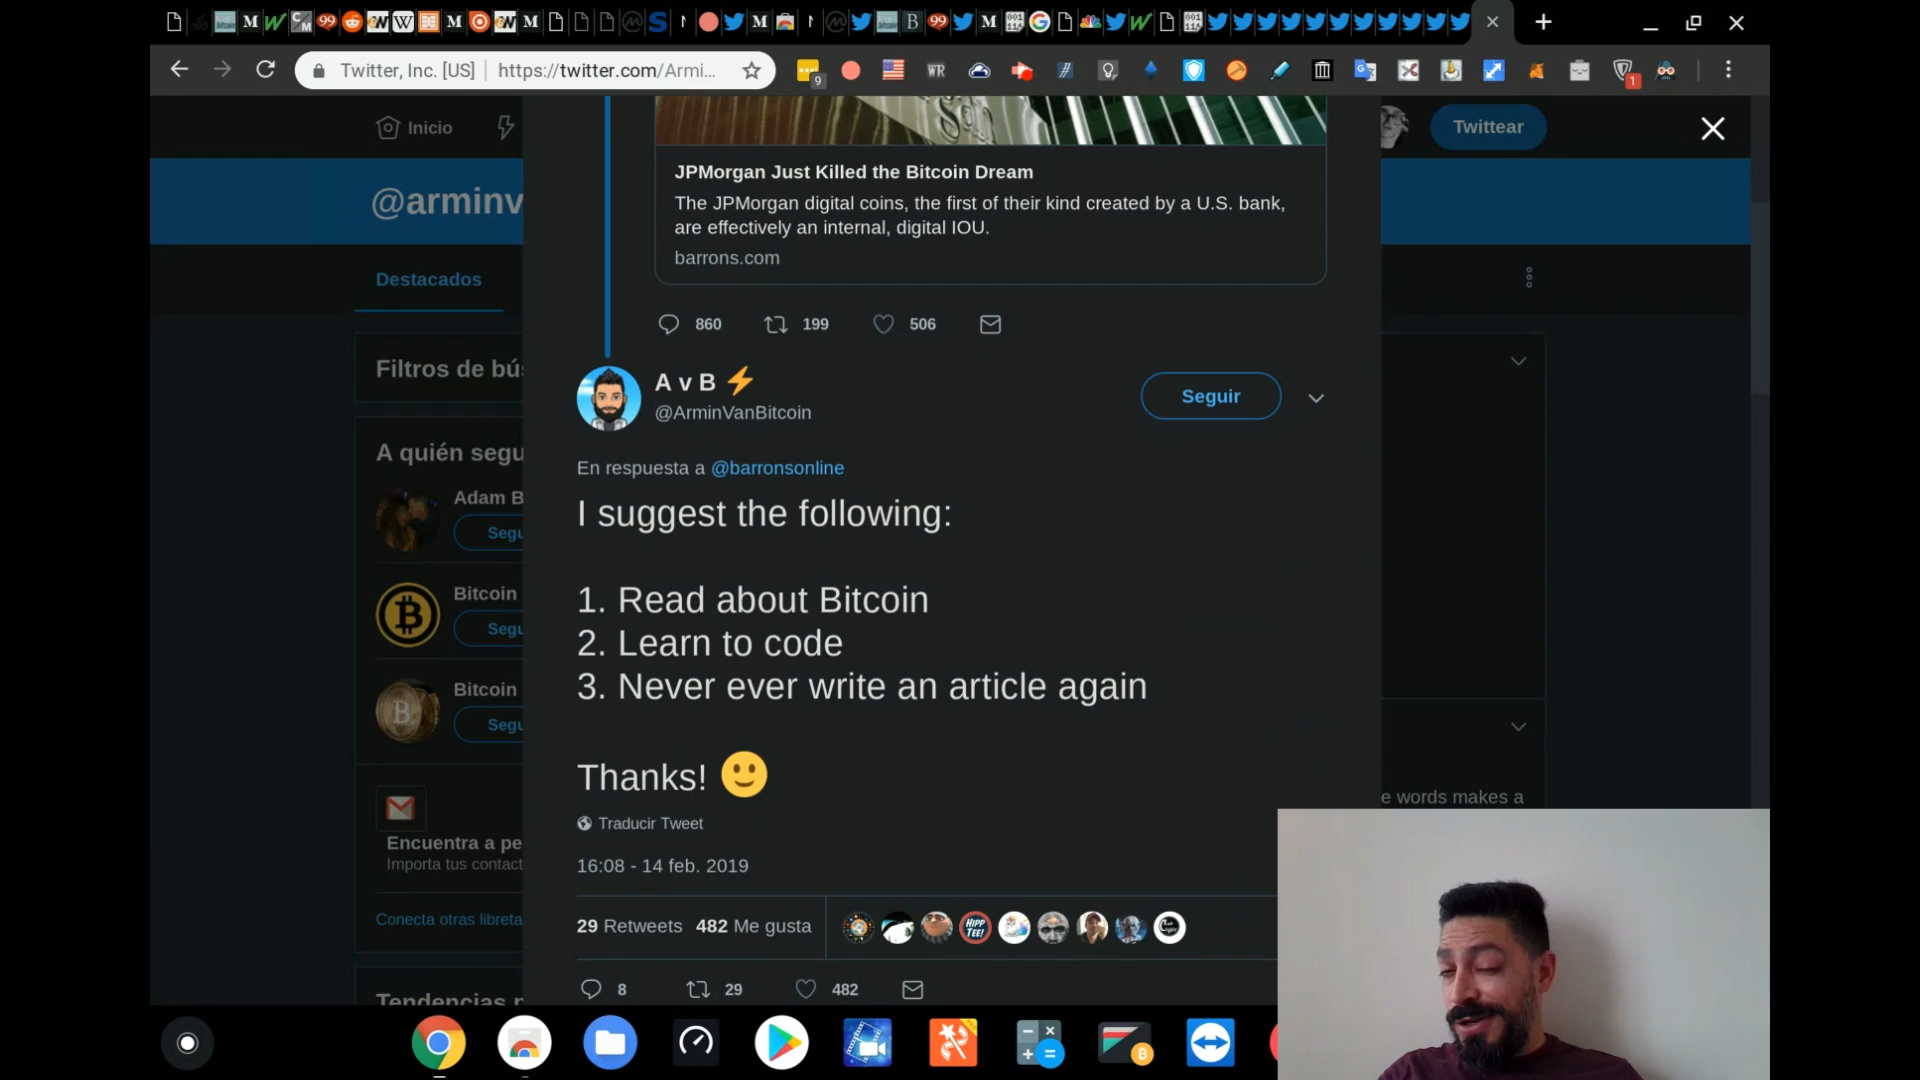 Twitter, Inc. [US]
https://twitter.com/Armi...
9
WR
1
Inicio
Twittear
@arminv
Destacados
JPMorgan Just Killed the Bitcoin Dream
The JPMorgan digital coins, the first of their kind created by a U.S. bank,
are effectively an internal, digital IOU.
barrons.com
860
199
506
Filtros de bú
A quién segu
Adam B
Segu
Bitcoin
Segu
Bitcoin
Segu
Encuentra a pe
Importa tus contact
Conecta otras libreta
Tendencias
A v B
@ArminVanBitcoin
Seguir
En respuesta a @barronsonline
I suggest the following:
1. Read about Bitcoin
2. Learn to code
3. Never ever write an article again
Thanks!
Traducir Tweet
16:08 - 14 feb. 2019
29 Retweets 482 Me gusta
HIPP
TEE!
8
29
482
e words makes a